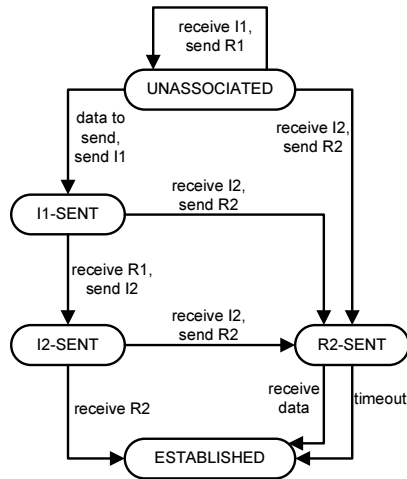 receive I1,
send R1
UNASSOCIATED
data to
send,
send I1
receive I2,
send R2
receive I2,
send R2
I1-SENT
receive R1,
send I2
receive I2,
send R2
I2-SENT
R2-SENT
receive R2
receive
data
timeout
ESTABLISHED